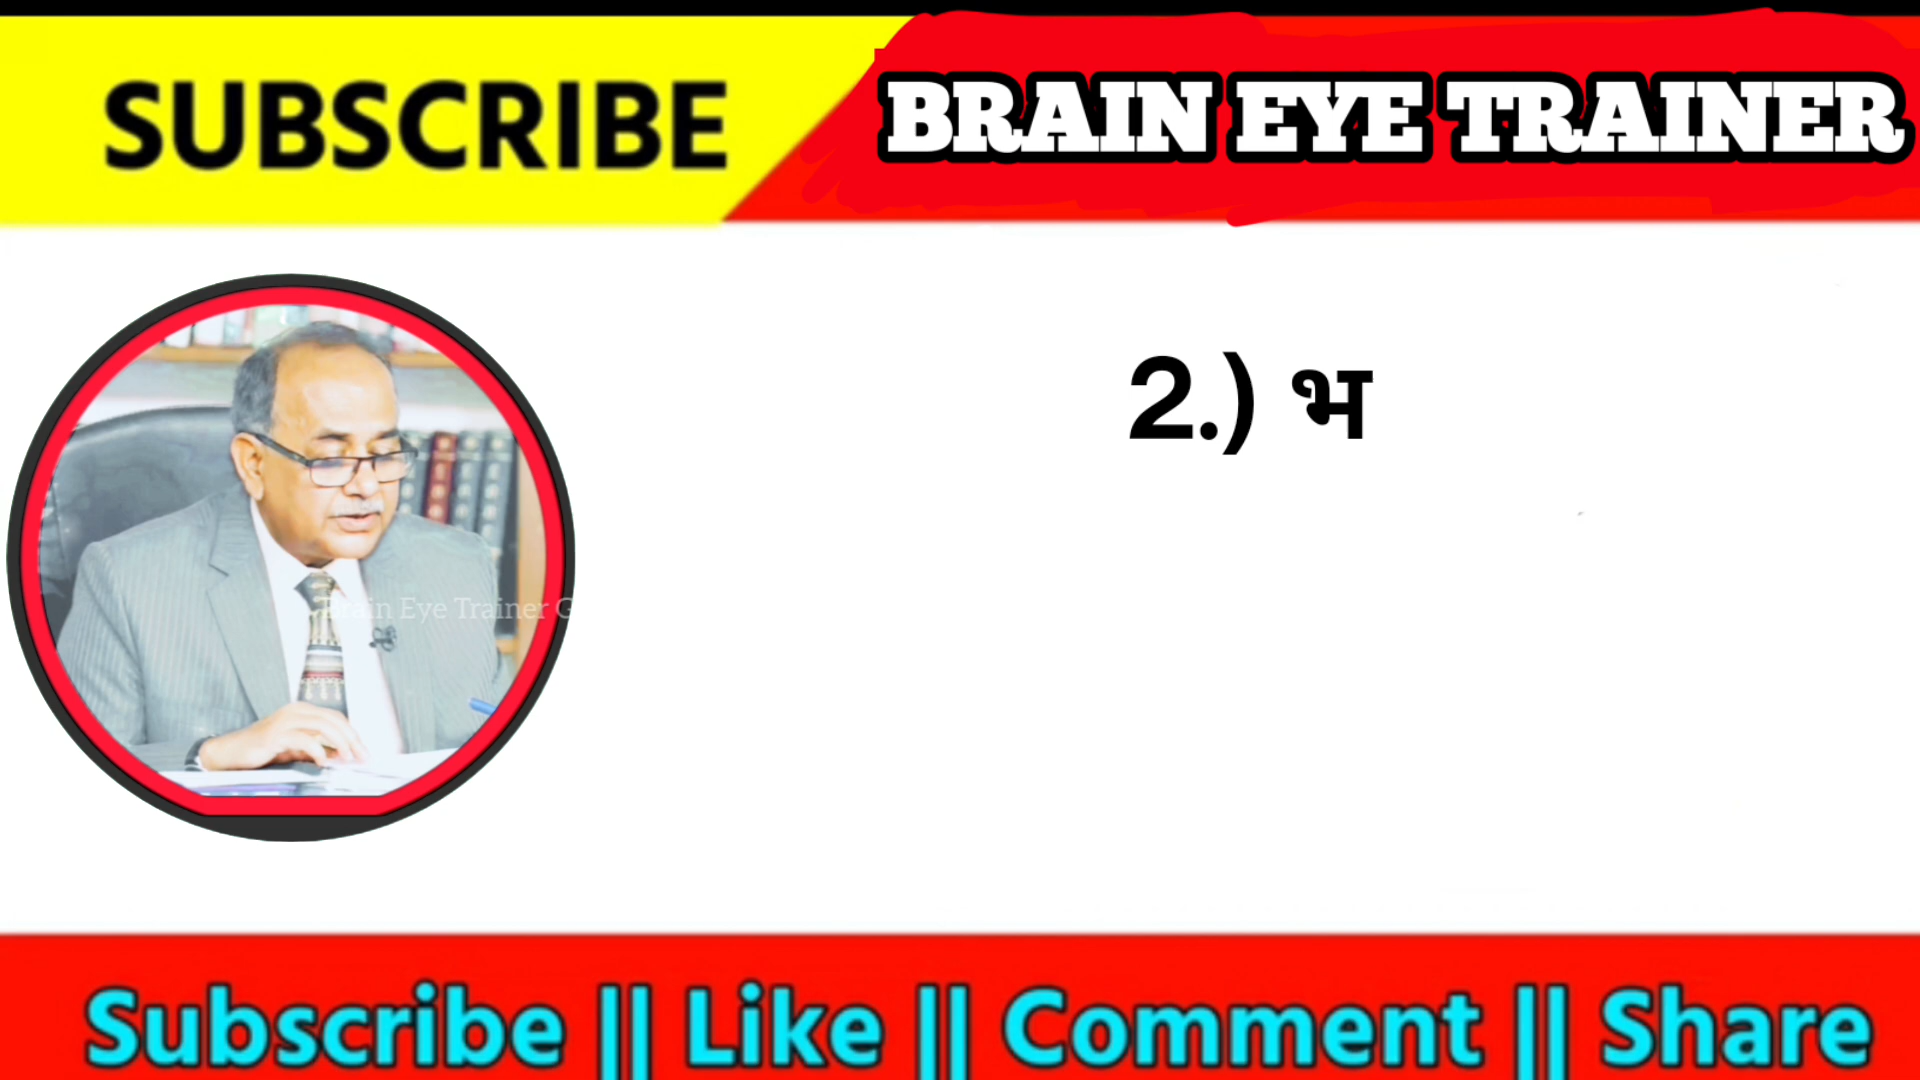 SUBSCRIBE
BRAIN EYE TRAINER
2.) भ
Brain Eye Trainer G
Subscribe || Like || Comment || Share